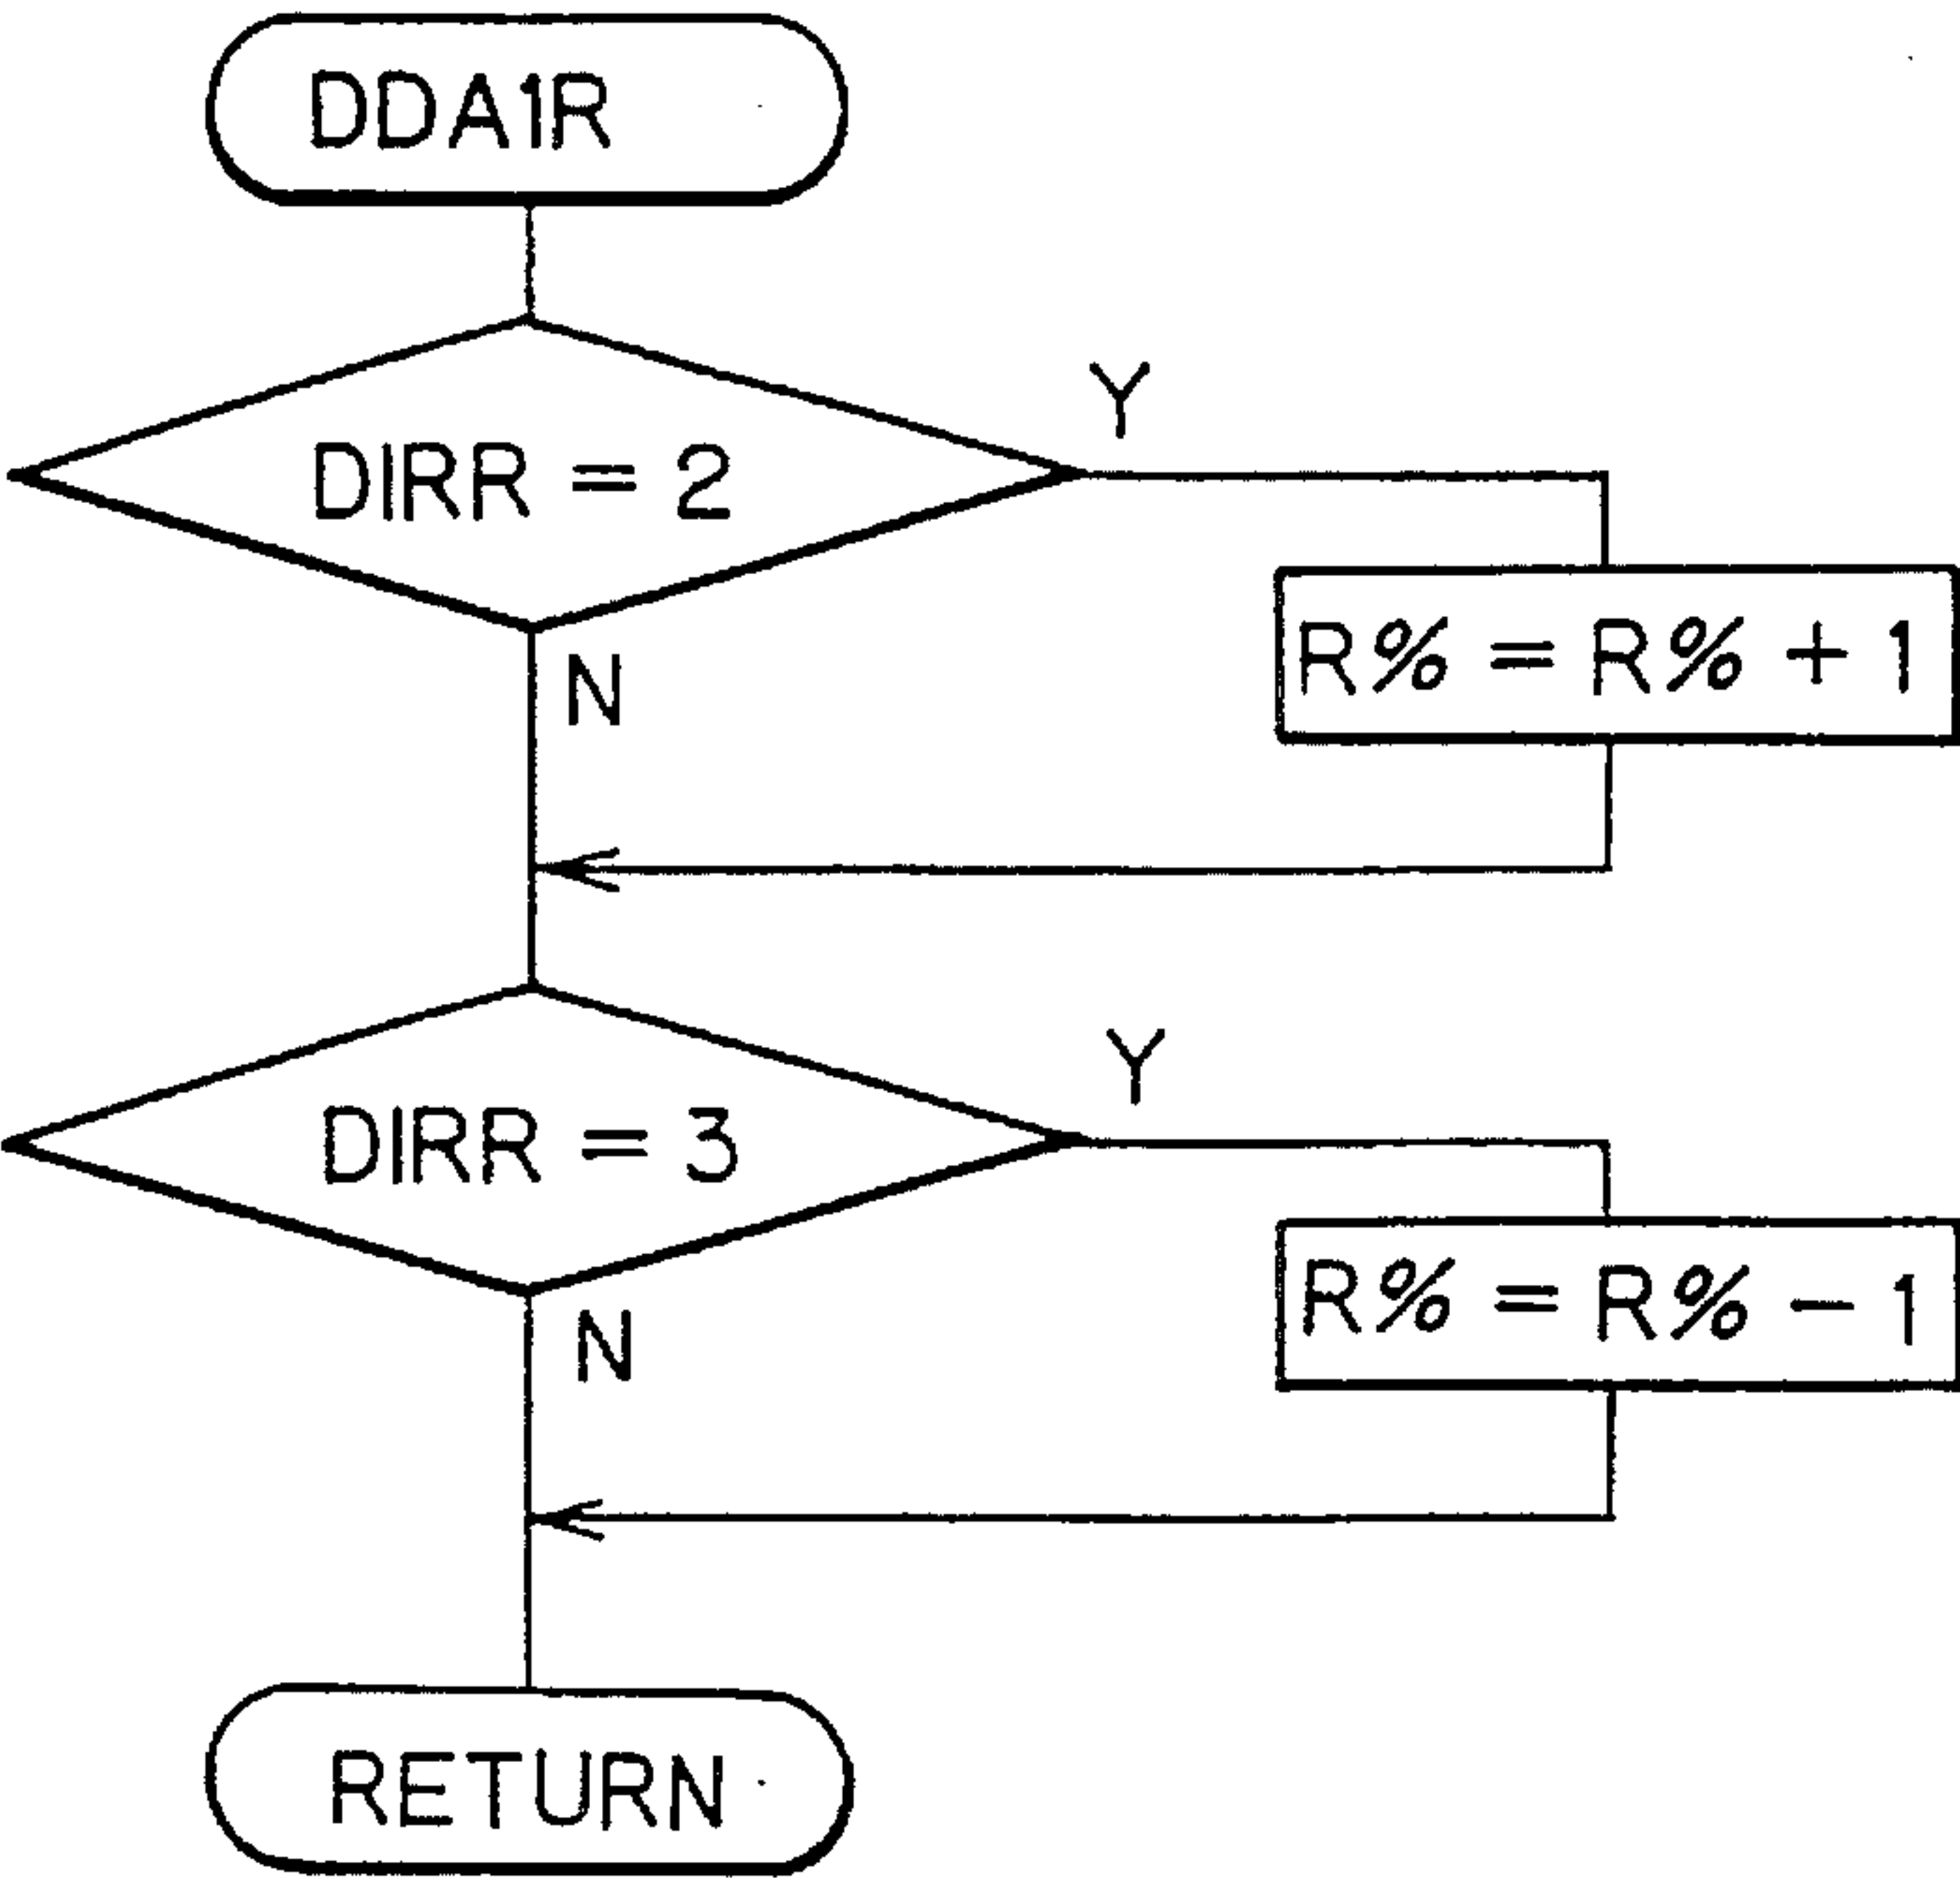 DDA1R
DIRR = 2
Y
R% = R% + 1
N
DIRR = 3
Y
R% = R% - 1
N
RETURN